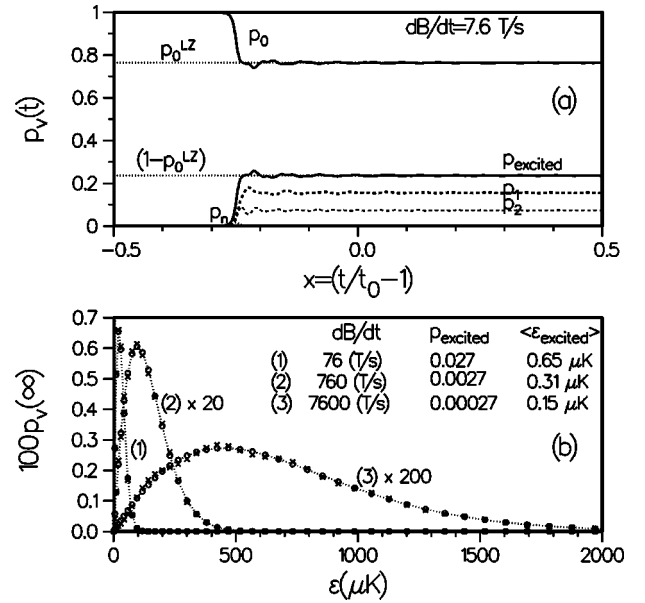 1
p₀ᴸᶻ p₀ dB/dt=7.6 T/s
0.8
0.6
pᵥ(t)
(a)
0.4
(1−p₀ᴸᶻ) p_excited
0.2
p₁
pₙ p₂
0
−0.5 0.0 0.5
x=(t/t₀−1)
0.7
dB/dt p_excited <ε_excited>
0.6
(1) 76 (T/s) 0.027 0.65 μK
(2) 760 (T/s) 0.0027 0.31 μK
0.5
(3) 7600 (T/s) 0.00027 0.15 μK
(2) x 20
0.4
100pᵥ(∞)
0.3
(1) (b)
0.2
(3) x 200
0.1
0.0
0 500 1000 1500 2000
ε(μK)